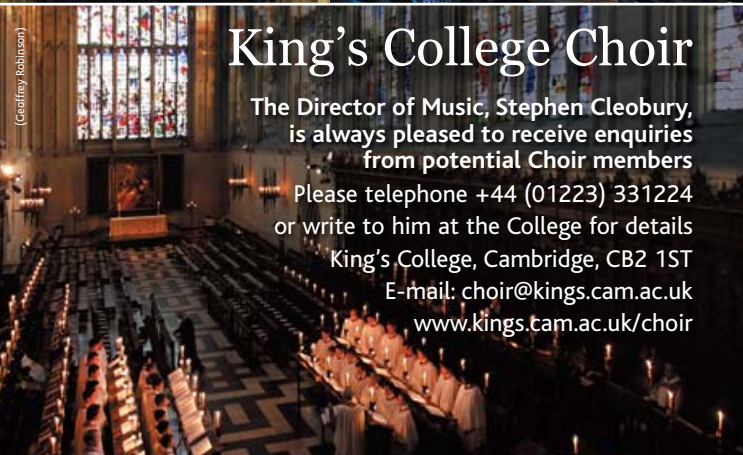 (Geoffrey Robinson)
King's College Choir
The Director of Music, Stephen Cleobury,
is always pleased to receive enquiries
from potential Choir members
Please telephone +44 (01223) 331224
or write to him at the College for details
King's College, Cambridge, CB2 1ST
E-mail: choir@kings.cam.ac.uk
www.kings.cam.ac.uk/choir